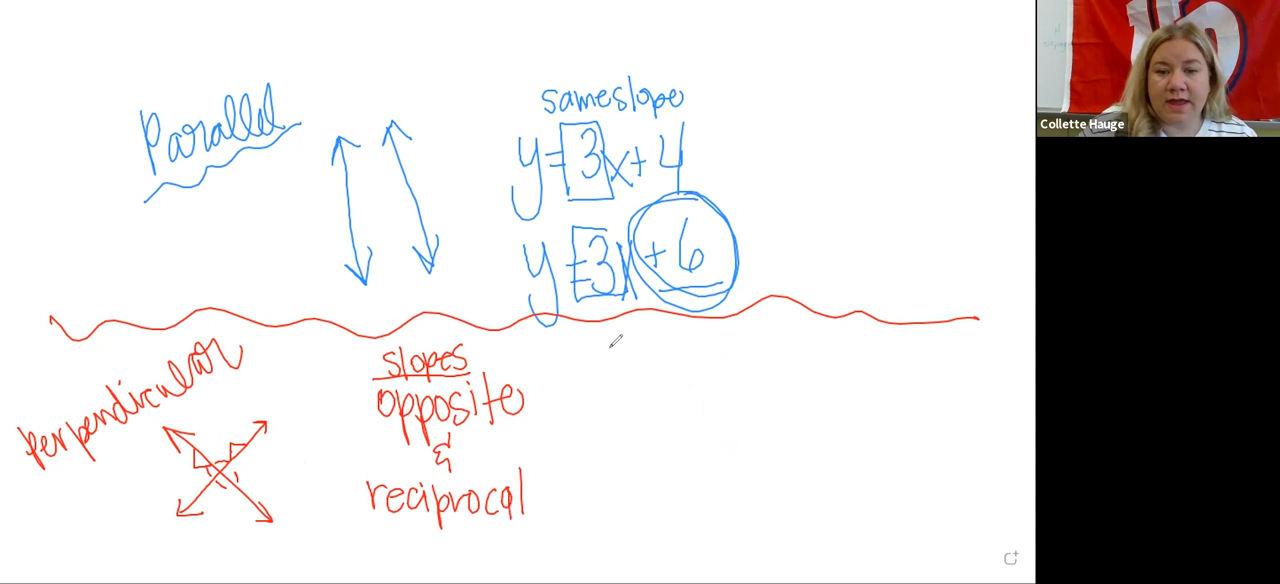 Parallel
same slope
y=3x+4
y=3x+6
perpendicular
slopes
opposite
&
reciprocal
Collette Hauge